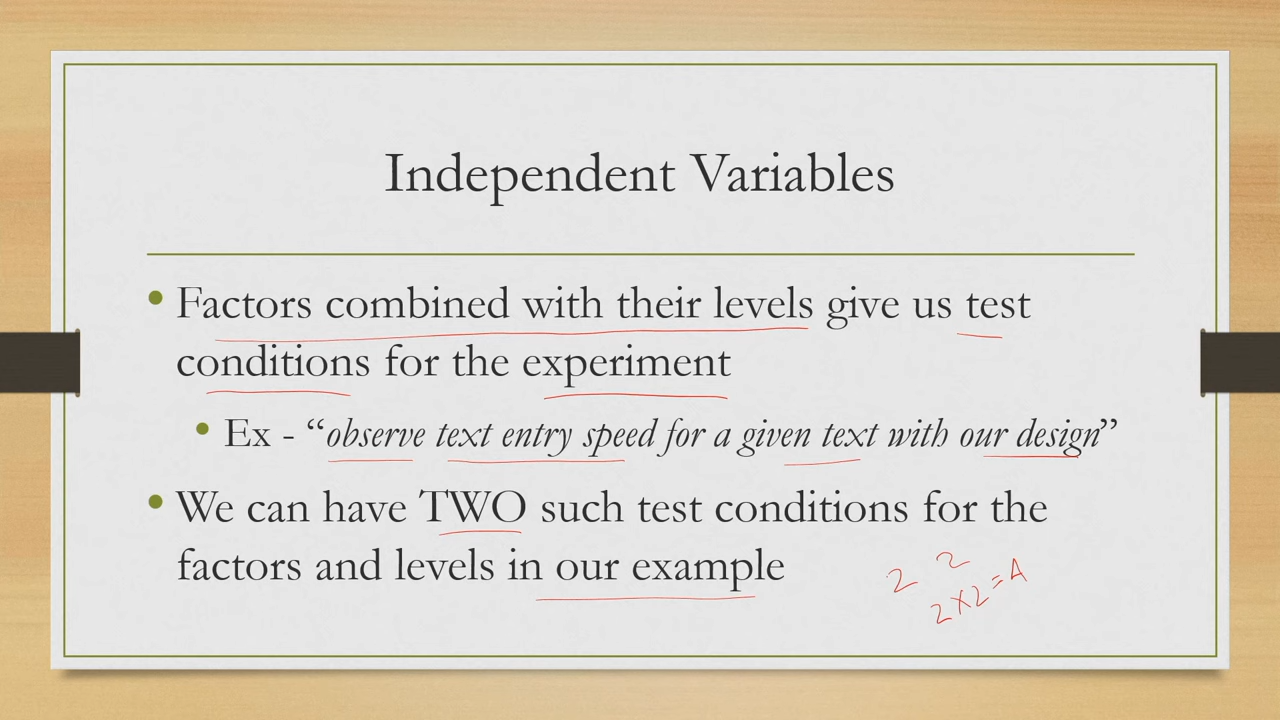 Independent Variables
• Factors combined with their levels give us test
conditions for the experiment
• Ex - “observe text entry speed for a given text with our design”
• We can have TWO such test conditions for the
factors and levels in our example
2 2
2×2=4